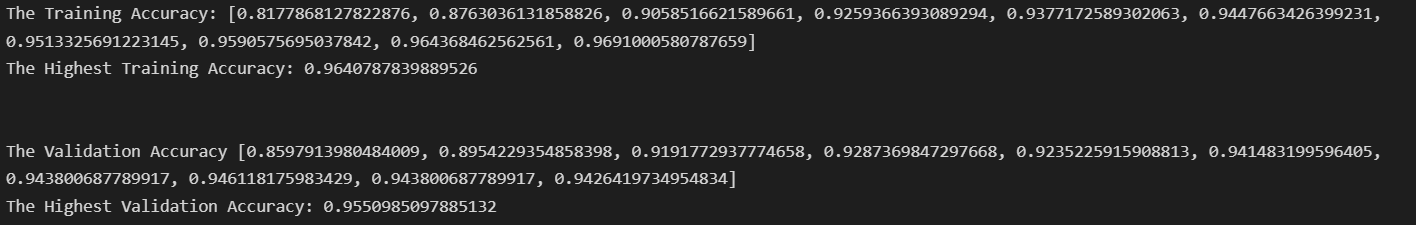 The Training Accuracy: [0.8177868127822876, 0.8763036131858826, 0.9058516621589661, 0.9259366393089294, 0.9377172589302063, 0.9447663426399231,
0.9513325691223145, 0.9590575695037842, 0.964368462562561, 0.9691000580787659]
The Highest Training Accuracy: 0.9640787839889526
The Validation Accuracy [0.8597913980484009, 0.8954229354858398, 0.9191772937774658, 0.9287369847297668, 0.9235225915908813, 0.941483199596405,
0.943800687789917, 0.946118175983429, 0.943800687789917, 0.9426419734954834]
The Highest Validation Accuracy: 0.9550985097885132